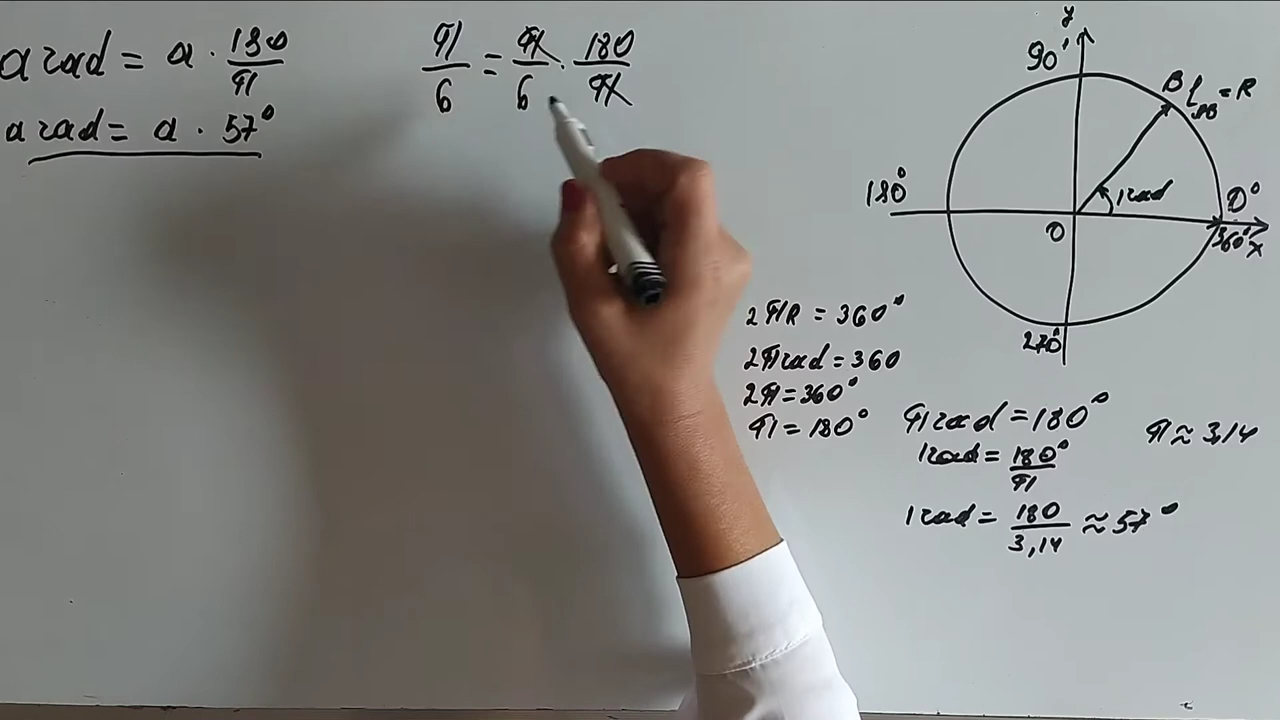 a rad = a · 180/π
a rad = a · 57°
π/6 = π/6 · 180/π
y
90°
B
= R
180°
1 rad
0°
O
360°
x
270°
2πR = 360°
2π rad = 360
2π = 360°
π = 180°
π rad = 180°
π ≈ 3,14
1 rad = 180°/π
1 rad = 180/3,14 ≈ 57°